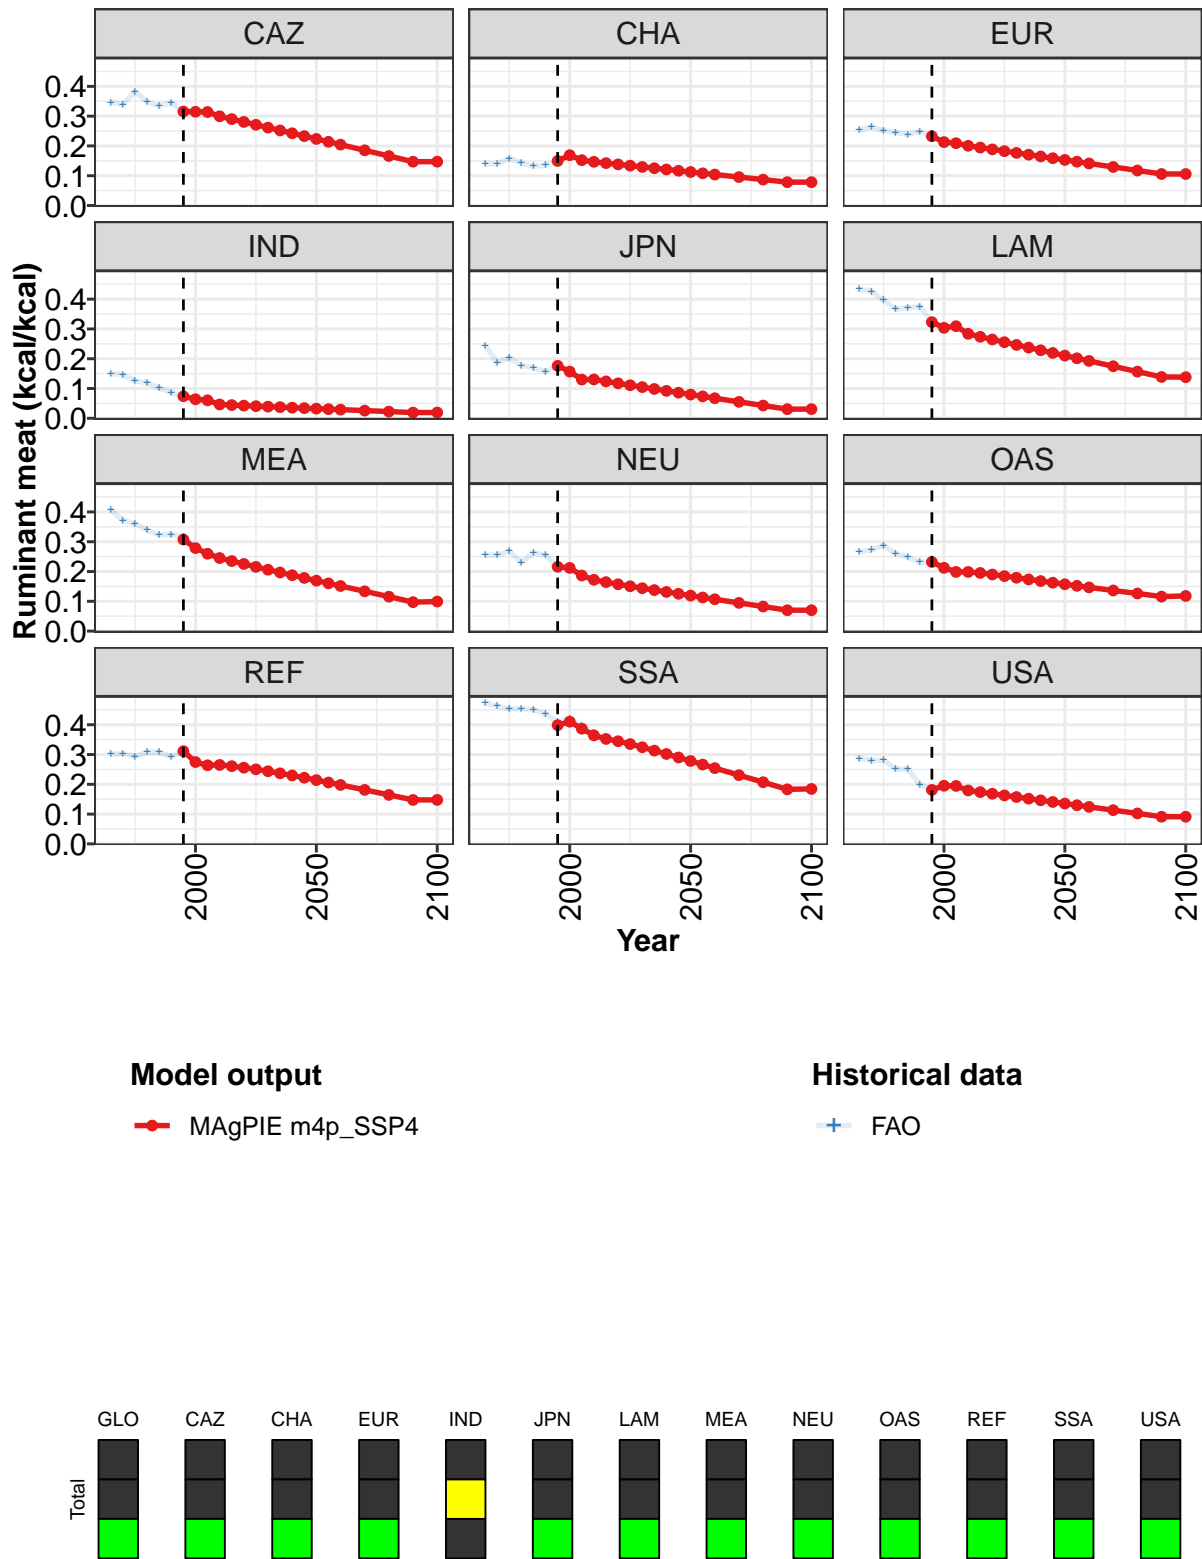 CAZ CHA EUR
0.4
0.3
0.2
0.1
0.0
IND JPN LAM
0.4
0.3
0.2
0.1
0.0
MEA NEU OAS
0.4
0.3
0.2
0.1
0.0
REF SSA USA
0.4
0.3
0.2
0.1
0.0
Ruminant meat (kcal/kcal)
2000 2050 2100 2000 2050 2100 2000 2050 2100
Year
Model output Historical data
MAgPIE m4p_SSP4 FAO
GLO CAZ CHA EUR IND JPN LAM MEA NEU OAS REF SSA USA
Total